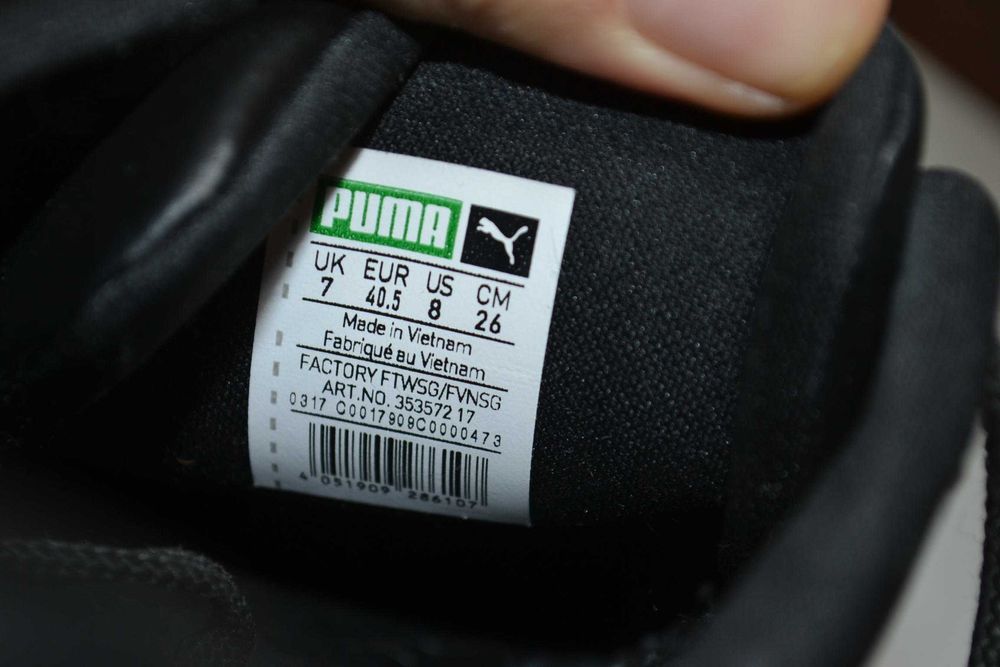 PUMA
UK EUR US CM
7 40.5 8 26
Made in Vietnam
Fabriqué au Vietnam
FACTORY FTWSG/FVNSG
ART.NO. 353572 17
0317 C0017909C0000473
4 051909 286107